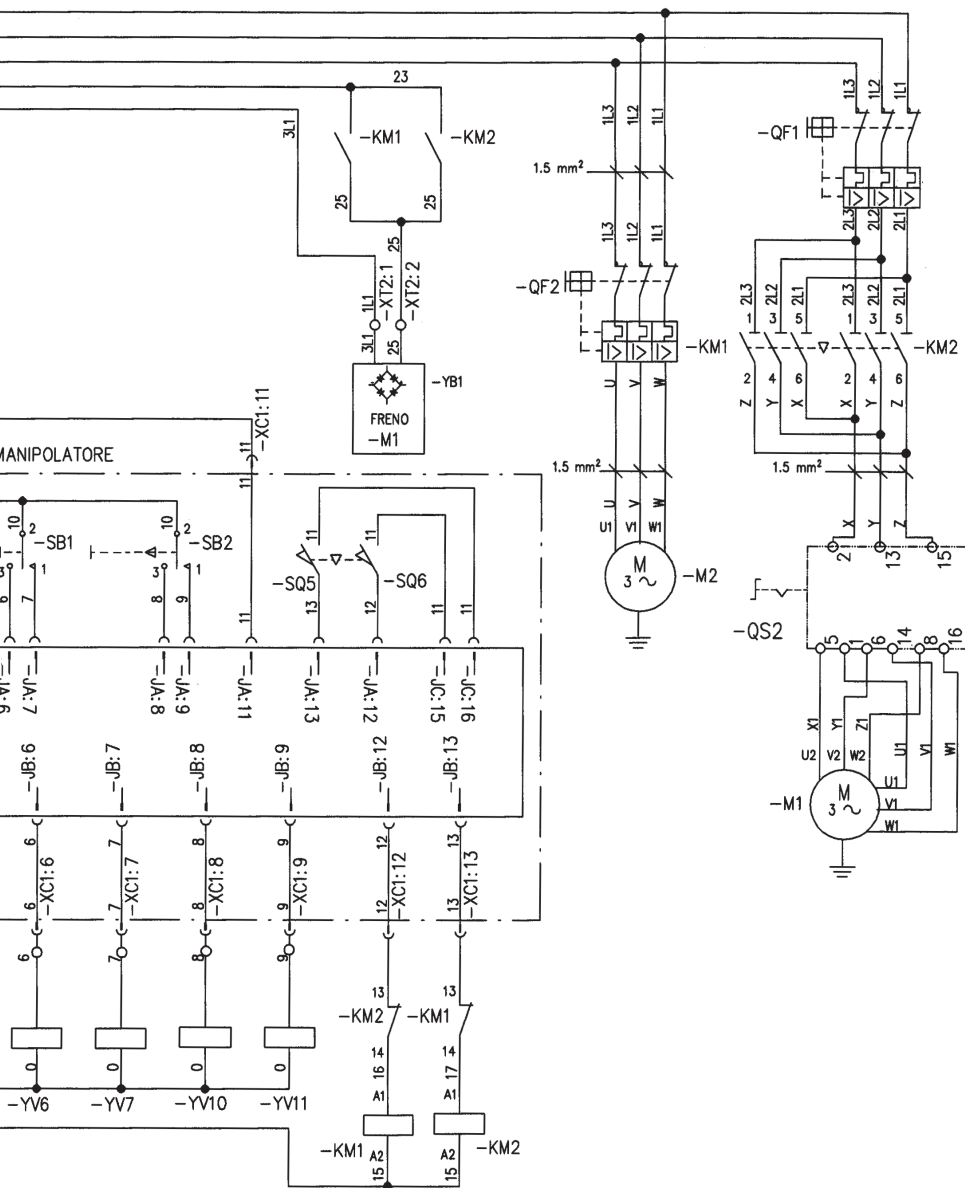 23
3L1
-KM1
-KM2
25
25
25
1L1
-XT2:1
-XT2:2
3L1
25
-YB1
FRENO
-M1
1L3
1L2
1L1
1.5 mm²
1L3
1L2
1L1
-QF2
U
V
W
1.5 mm²
U
V
W
U1 V1 W1
M
3 ~
-M2
1L3
1L2
1L1
-QF1
2L3
2L2
2L1
2L3
2L2
2L1
2L3
2L2
2L1
1 3 5 1 3 5
-KM1
-KM2
2 4 6 2 4 6
Z Y X X Y Z
1.5 mm²
X Y Z
2 13 15
-QS2
5 1 6 14 8 16
X1 Y1 Z1 U1 V1 W1
U2 V2 W2
U1
V1
W1
-M1
M
3 ~
-XC1:11
11
11
MANIPOLATORE
10 2
-SB1
3 1
6 7
10 2
-SB2
3 1
8 9
11
11
11
-SQ5
-SQ6
13 12 11 11
-JA:6
-JA:7
-JA:8
-JA:9
-JA:11
-JA:13
-JA:12
-JC:15
-JC:16
-JB:6
-JB:7
-JB:8
-JB:9
-JB:12
-JB:13
6 7 8 9 12 13
-XC1:6
-XC1:7
-XC1:8
-XC1:9
-XC1:12
-XC1:13
6 7 8 9 12 13
6 7 8 9
13 13
-KM2
-KM1
14 14
16 17
A1 A1
0 0 0 0
-YV6
-YV7
-YV10
-YV11
-KM1
-KM2
A2 A2
15 15